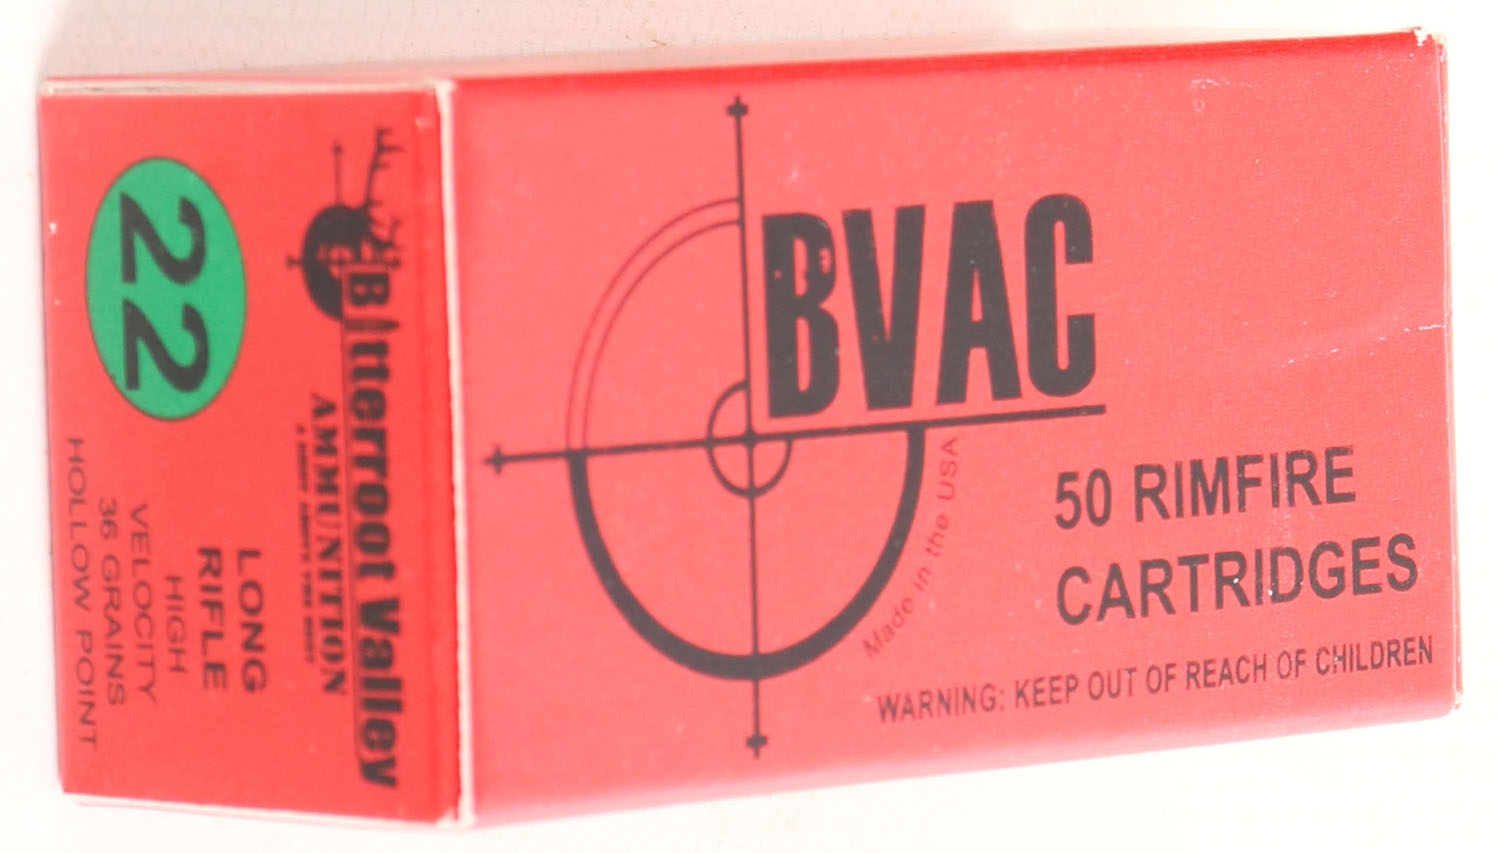 BVAC
Made in the USA
50 RIMFIRE
CARTRIDGES
WARNING: KEEP OUT OF REACH OF CHILDREN
Bitterroot Valley
AMMUNITION
22
LONG
RIFLE
HIGH
VELOCITY
36 GRAINS
HOLLOW POINT